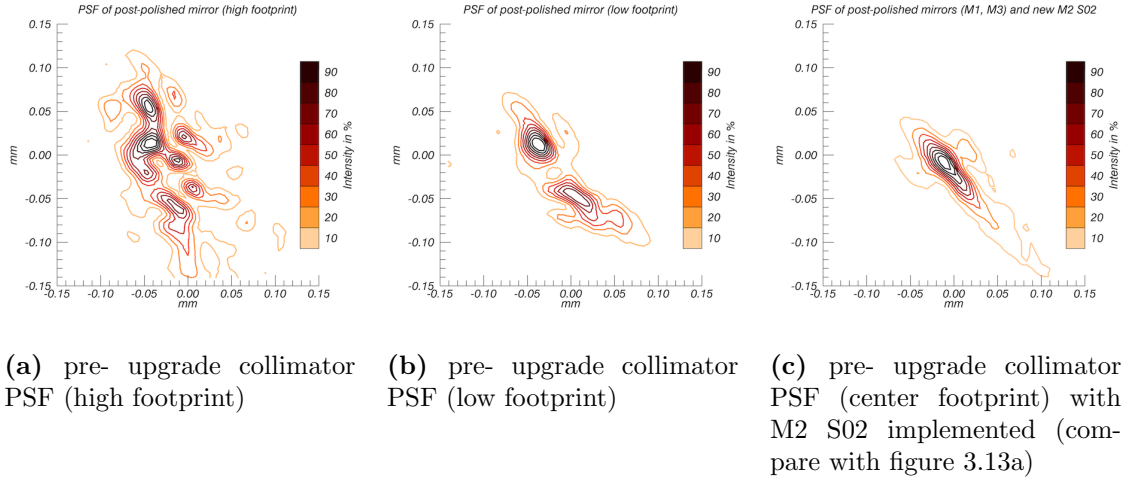 PSF of post-polished mirror (high footprint)
0.15
0.10
0.05
0.00
-0.05
-0.10
-0.15
mm
-0.15 -0.10 -0.05 0.00 0.05 0.10 0.15
mm
90
80
70
60
50
40
30
20
10
Intensity in %
PSF of post-polished mirror (low footprint)
0.15
0.10
0.05
0.00
-0.05
-0.10
-0.15
mm
-0.15 -0.10 -0.05 0.00 0.05 0.10 0.15
mm
90
80
70
60
50
40
30
20
10
Intensity in %
PSF of post-polished mirrors (M1, M3) and new M2 S02
0.15
0.10
0.05
0.00
-0.05
-0.10
-0.15
mm
-0.15 -0.10 -0.05 0.00 0.05 0.10 0.15
mm
90
80
70
60
50
40
30
20
10
Intensity in %
(a) pre- upgrade collimator
PSF (high footprint)
(b) pre- upgrade collimator
PSF (low footprint)
(c) pre- upgrade collimator
PSF (center footprint) with
M2 S02 implemented (com-
pare with figure 3.13a)